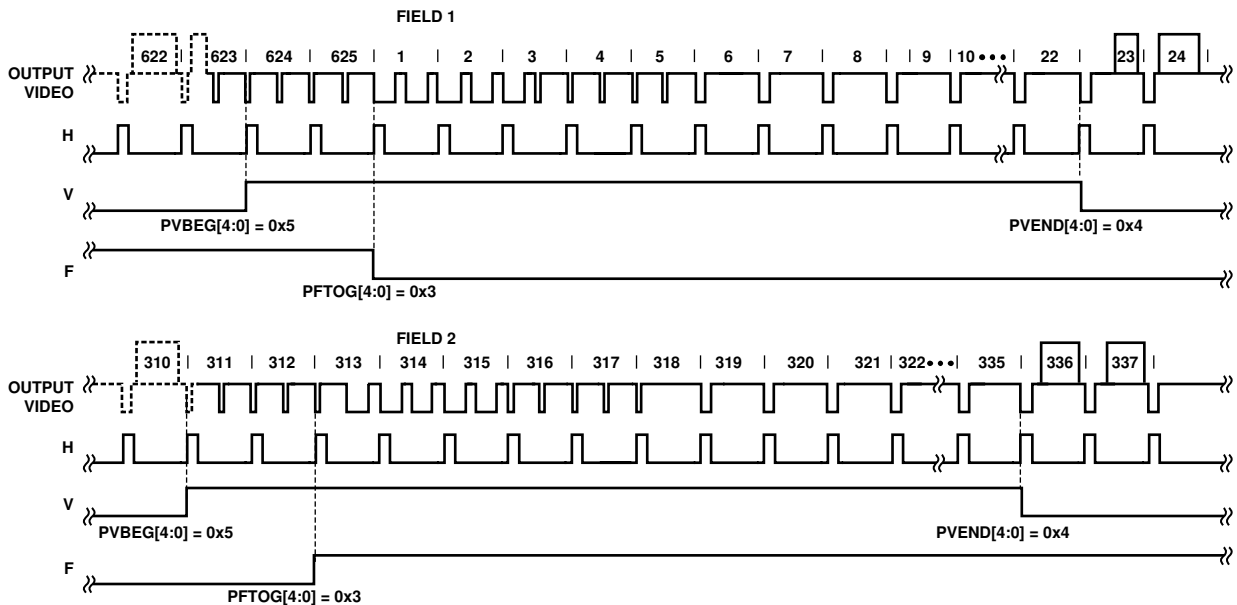 FIELD 1
622 | 623 | 624 | 625 | 1 | 2 | 3 | 4 | 5 | 6 | 7 | 8 | 9 | 10 ••• | 22 | 23 | 24 |
OUTPUT
VIDEO
H
V
PVBEG[4:0] = 0x5
PVEND[4:0] = 0x4
F
PFTOG[4:0] = 0x3
FIELD 2
310 | 311 | 312 | 313 | 314 | 315 | 316 | 317 | 318 | 319 | 320 | 321 | 322 ••• | 335 | 336 | 337 |
OUTPUT
VIDEO
H
V
PVBEG[4:0] = 0x5
PVEND[4:0] = 0x4
F
PFTOG[4:0] = 0x3